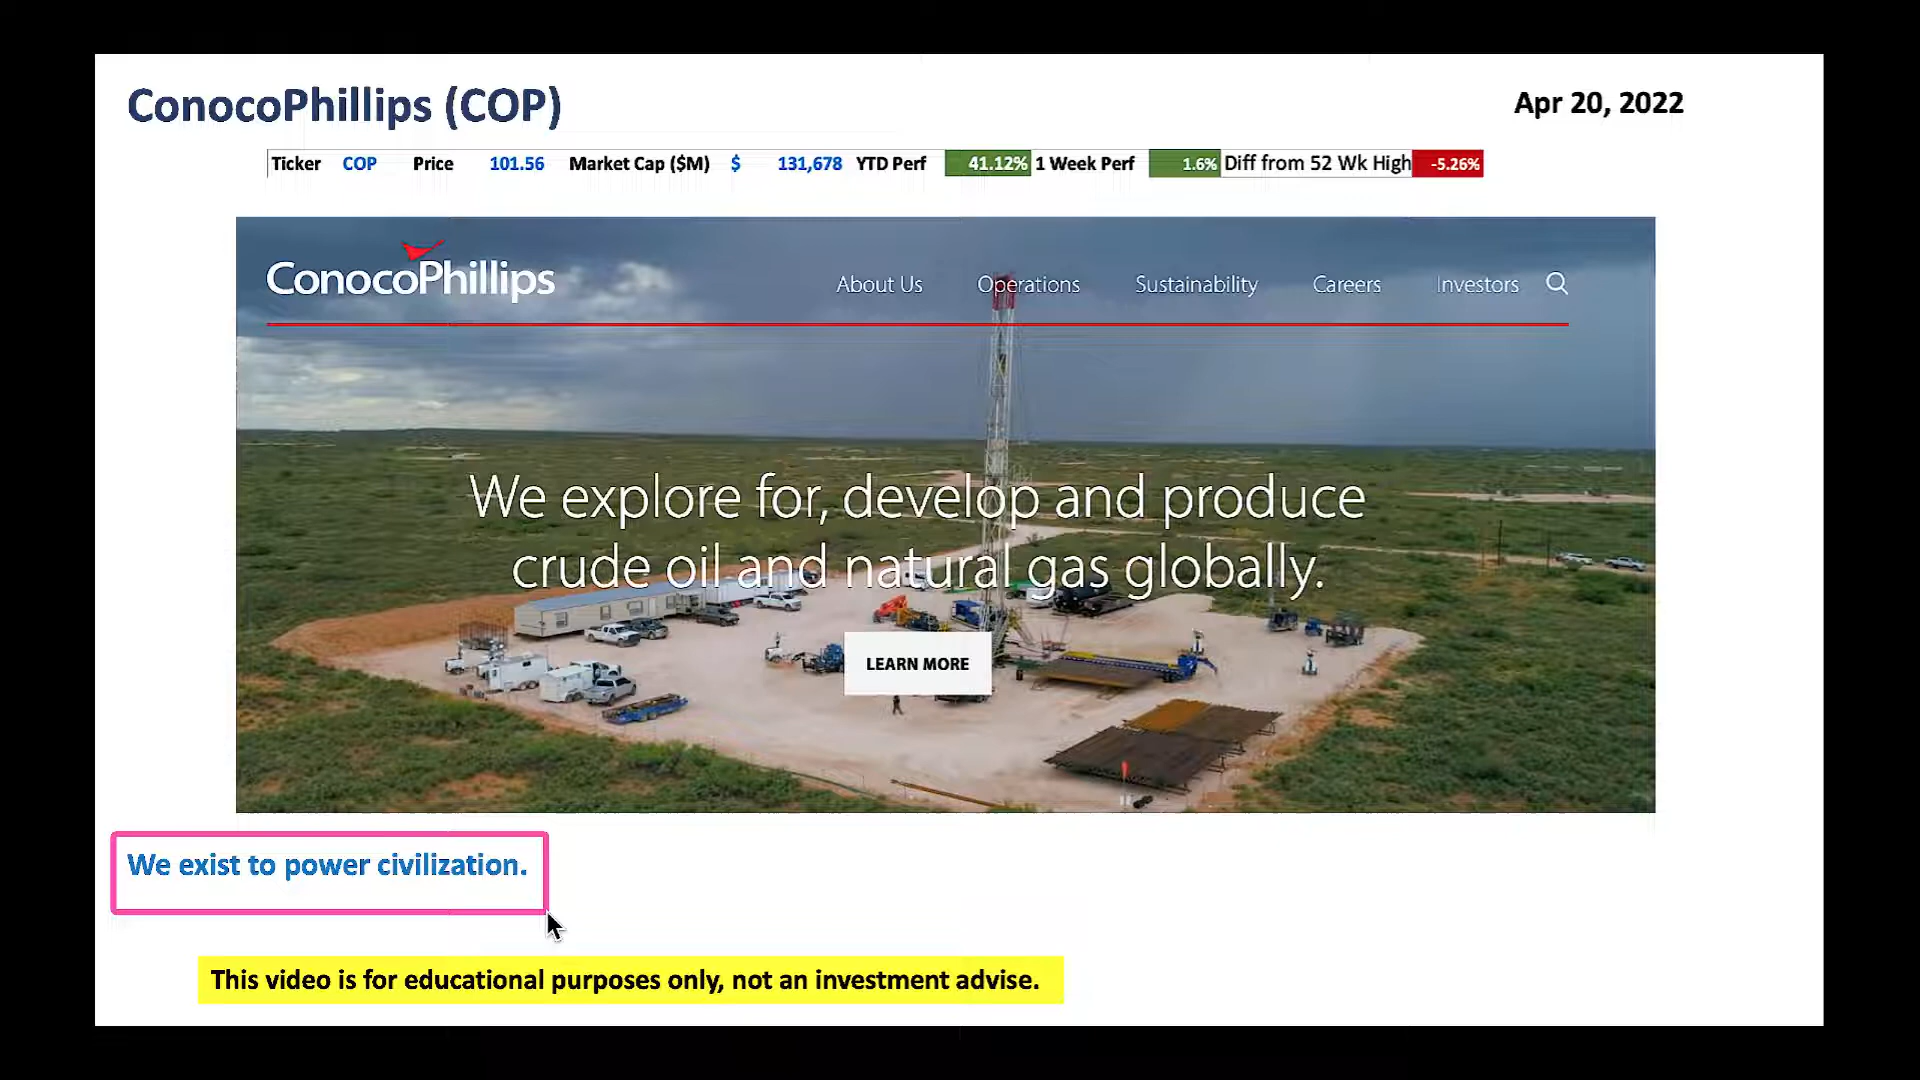 ConocoPhillips (COP)
Apr 20, 2022
Ticker COP Price 101.56 Market Cap ($M) $ 131,678 YTD Perf 41.12% 1 Week Perf 1.6% Diff from 52 Wk High -5.26%
ConocoPhillips
About Us Operations Sustainability Careers Investors
We explore for, develop and produce
crude oil and natural gas globally.
LEARN MORE
We exist to power civilization.
This video is for educational purposes only, not an investment advise.